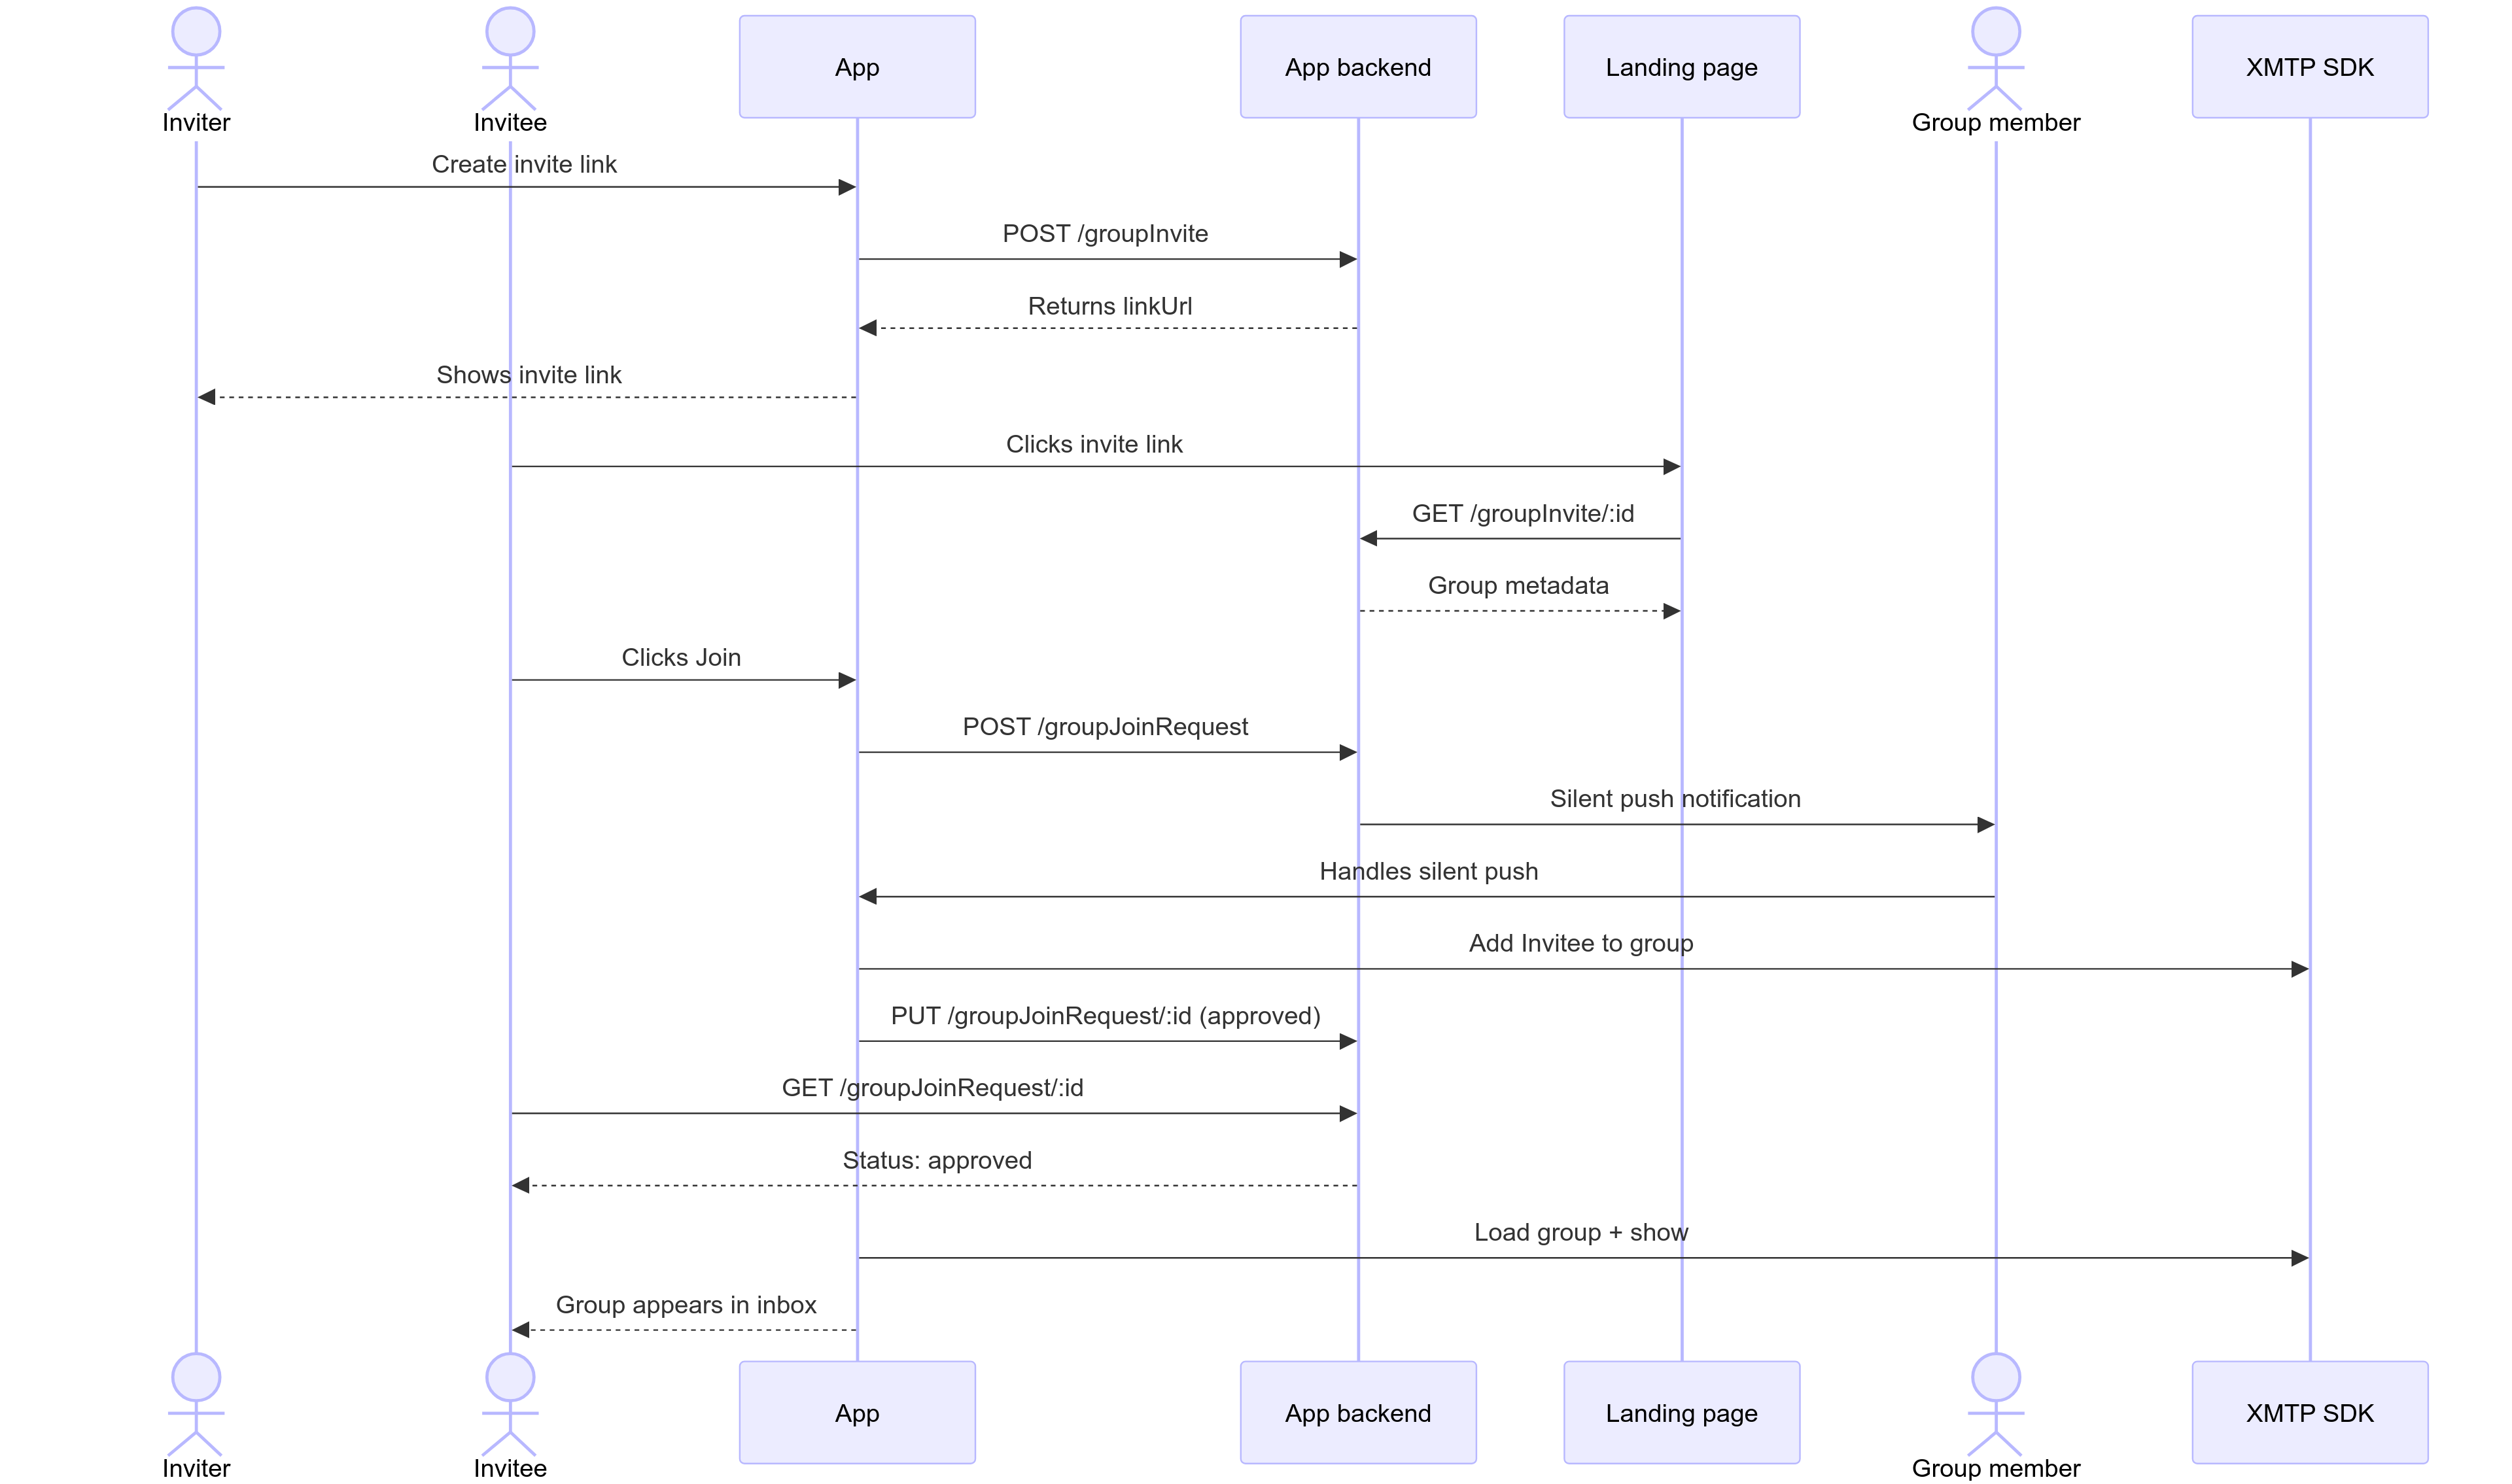 Inviter
Invitee
App
App backend
Landing page
Group member
XMTP SDK
Create invite link
POST /groupInvite
Returns linkUrl
Shows invite link
Clicks invite link
GET /groupInvite/:id
Group metadata
Clicks Join
POST /groupJoinRequest
Silent push notification
Handles silent push
Add Invitee to group
PUT /groupJoinRequest/:id (approved)
GET /groupJoinRequest/:id
Status: approved
Load group + show
Group appears in inbox
Inviter
Invitee
App
App backend
Landing page
Group member
XMTP SDK